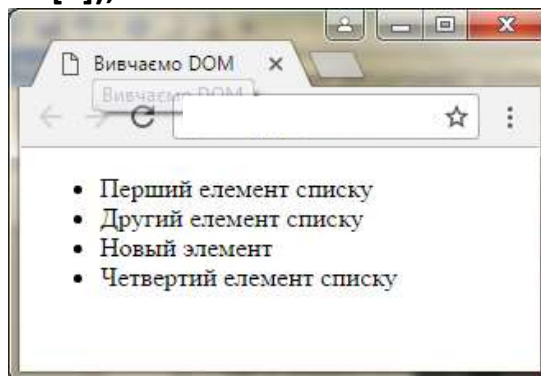 Вивчаємо DOM
Вивчаємо DOM
Перший елемент списку
Другий елемент списку
Новый элемент
Четвертий елемент списку